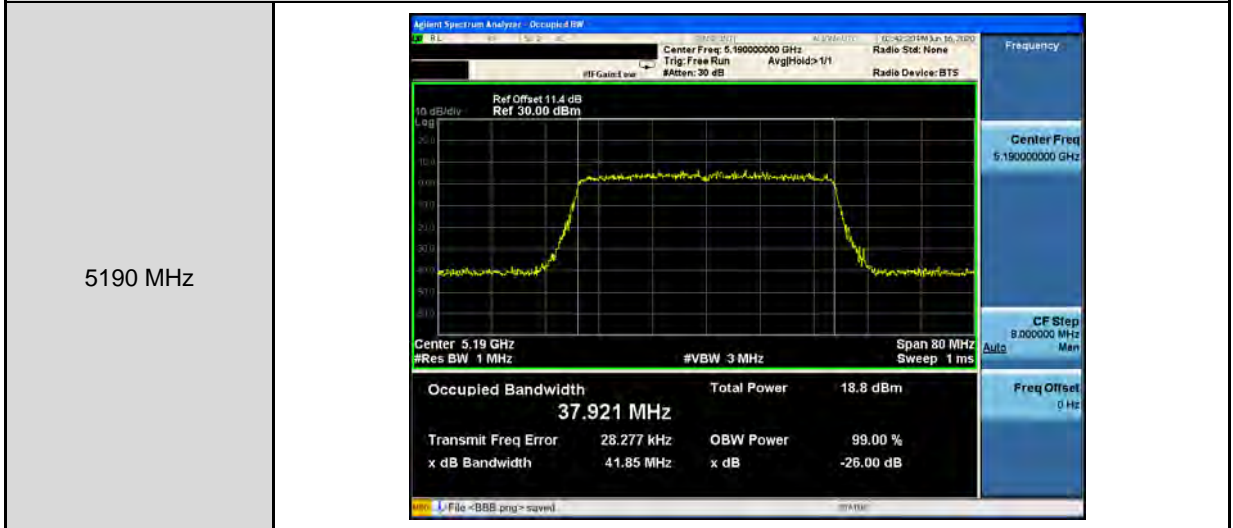 Agilent Spectrum Analyzer - Occupied BW
RL
Center Freq: 5.190000000 GHz
Radio Std: None
Frequency
Trig: Free Run Avg|Hold:> 1/1
#IFGain:Low #Atten: 30 dB Radio Device: BTS
Ref Offset 11.4 dB
10 dB/div Ref 30.00 dBm
Log
Center Freq
5.190000000 GHz
5190 MHz
CF Step
8.000000 MHz
Auto Man
Center 5.19 GHz Span 80 MHz
#Res BW 1 MHz #VBW 3 MHz Sweep 1 ms
Occupied Bandwidth Total Power 18.8 dBm
37.921 MHz
Freq Offset
0 Hz
Transmit Freq Error 28.277 kHz OBW Power 99.00 %
x dB Bandwidth 41.85 MHz x dB -26.00 dB
File <BBB.png> saved